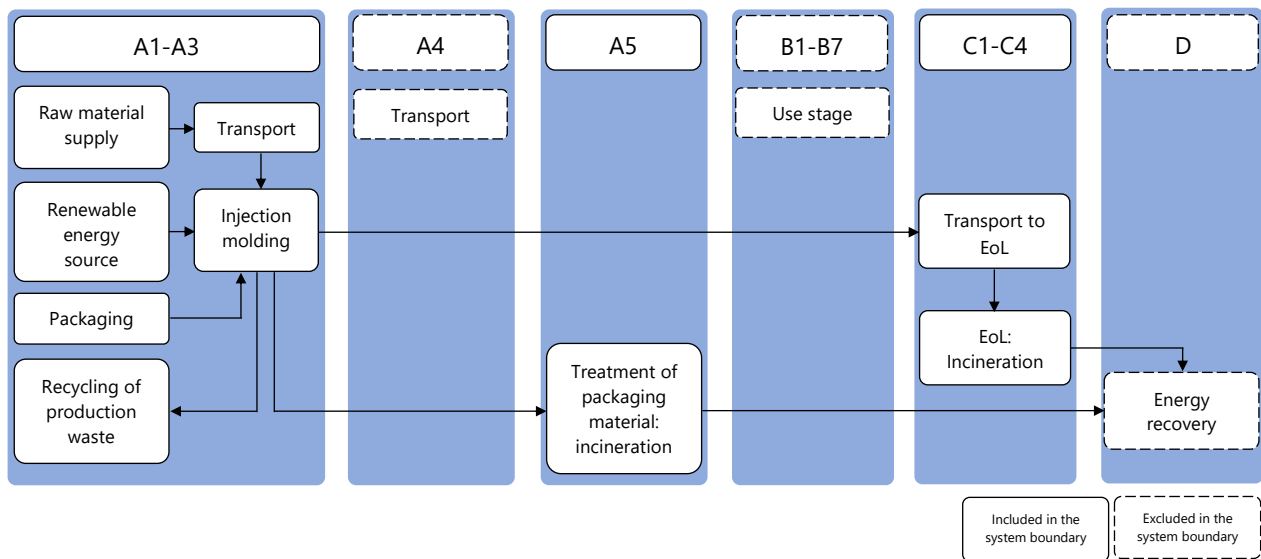 A1-A3
A4
A5
B1-B7
C1-C4
D
Raw material
supply
Transport
Transport
Use stage
Renewable
energy
source
Injection
molding
Transport to
EoL
Packaging
EoL:
Incineration
Recycling of
production
waste
Treatment of
packaging
material:
incineration
Energy
recovery
Included in the
system boundary
Excluded in the
system boundary